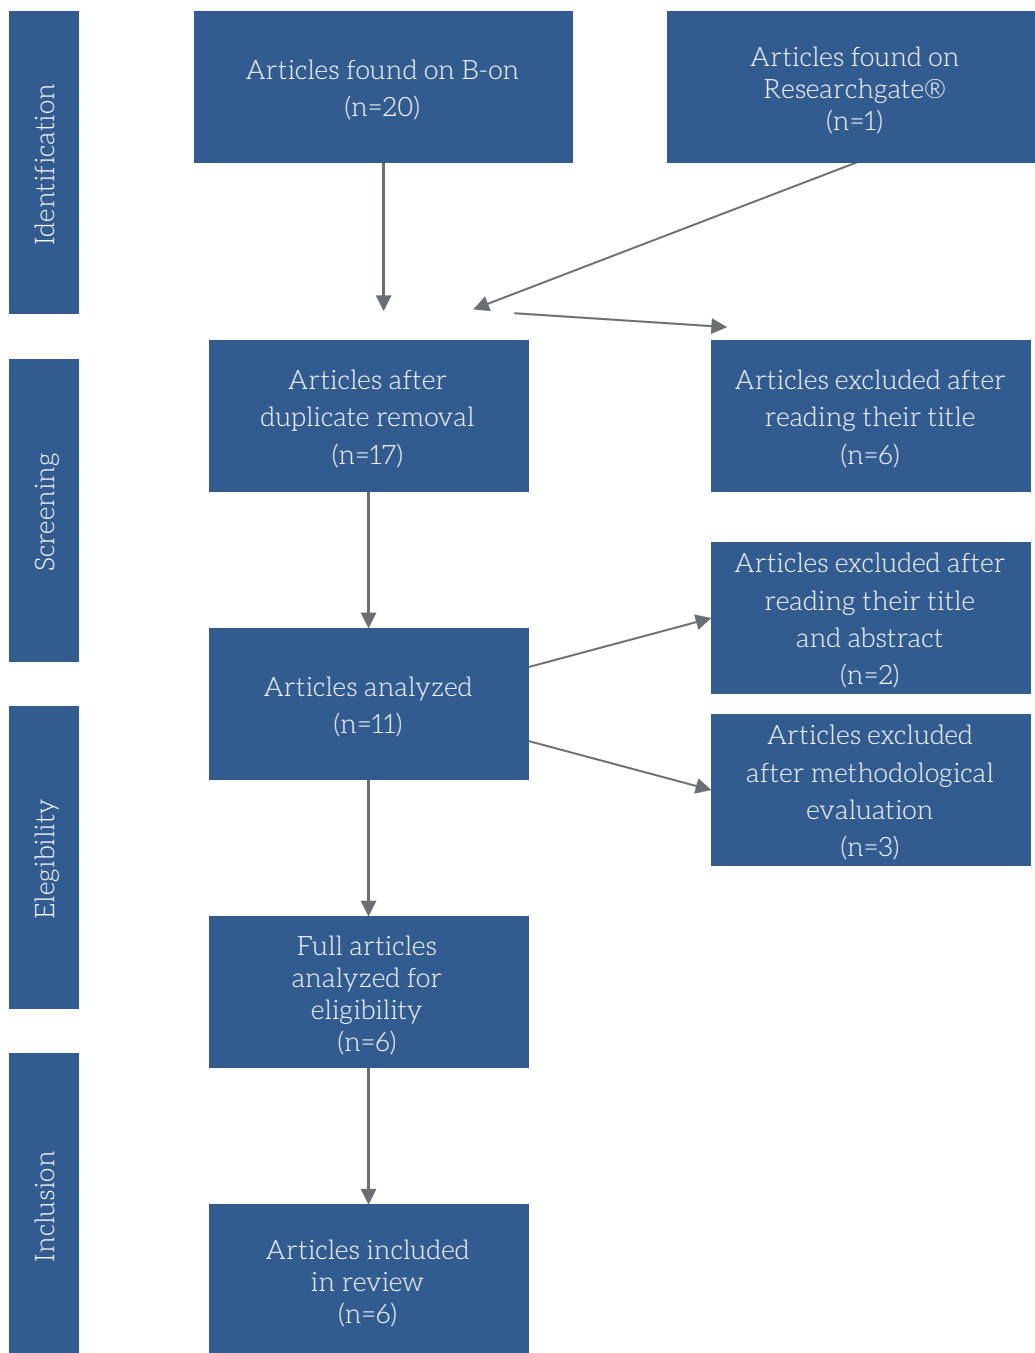 Identification
Articles found on B-on
(n=20)
Articles found on
Researchgate®
(n=1)
Screening
Articles after
duplicate removal
(n=17)
Articles excluded after
reading their title
(n=6)
Articles excluded after
reading their title
and abstract
(n=2)
Articles analyzed
(n=11)
Articles excluded
after methodological
evaluation
(n=3)
Elegibility
Full articles
analyzed for
eligibility
(n=6)
Inclusion
Articles included
in review
(n=6)